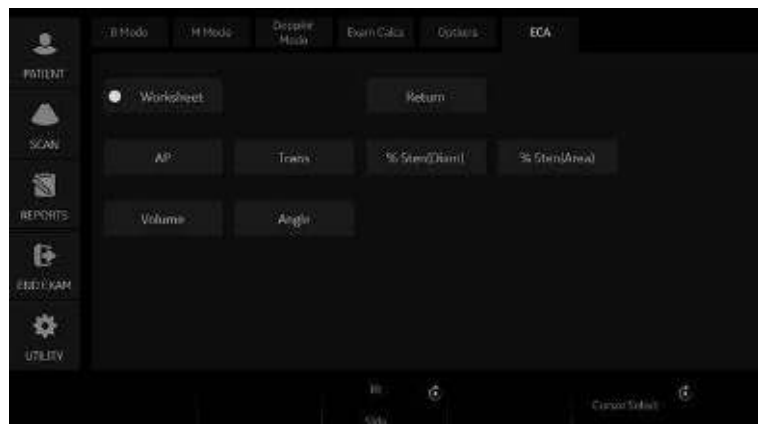 B Mode M Mode Doppler Mode Exam Calcs Options ECA
PATIENT
Worksheet Return
SCAN
AP Trans % Sten(Diam) % Sten(Area)
REPORTS
Volume Angle
END EXAM
UTILITY
Cursor Select
Side